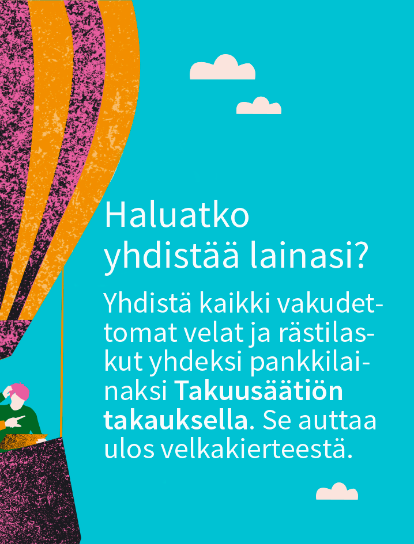 Haluatko
yhdistää lainasi?
Yhdistä kaikki vakudet-
tomat velat ja rästilas-
kut yhdeksi pankkilai-
naksi Takuusäätiön
takauksella. Se auttaa
ulos velkakierteestä.